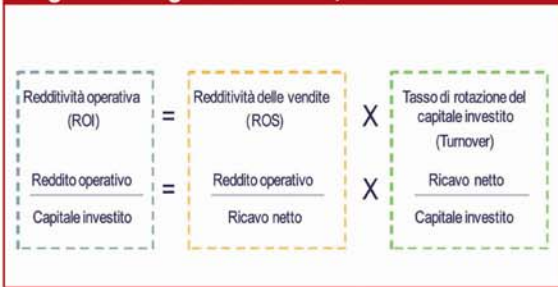 Redditività operativa
(ROI)
=
Redditività delle vendite
(ROS)
X
Tasso di rotazione del
capitale investito
(Turnover)
Reddito operativo
Capitale investito
=
Reddito operativo
Ricavo netto
X
Ricavo netto
Capitale investito